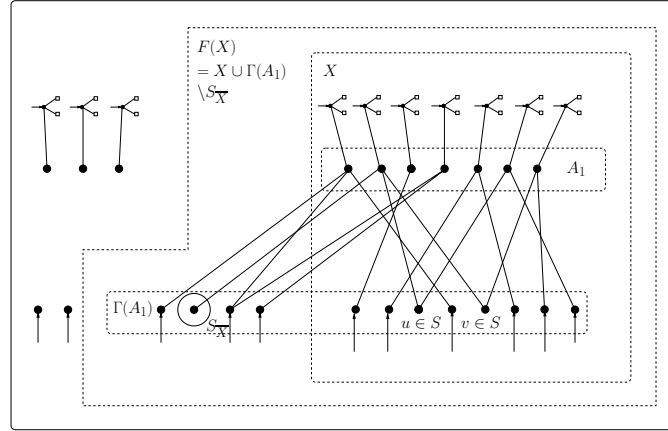 F(X)
= X ∪ Γ(A₁)
\S_X̅
X
A₁
Γ(A₁)
S_X̅
u ∈ S
v ∈ S